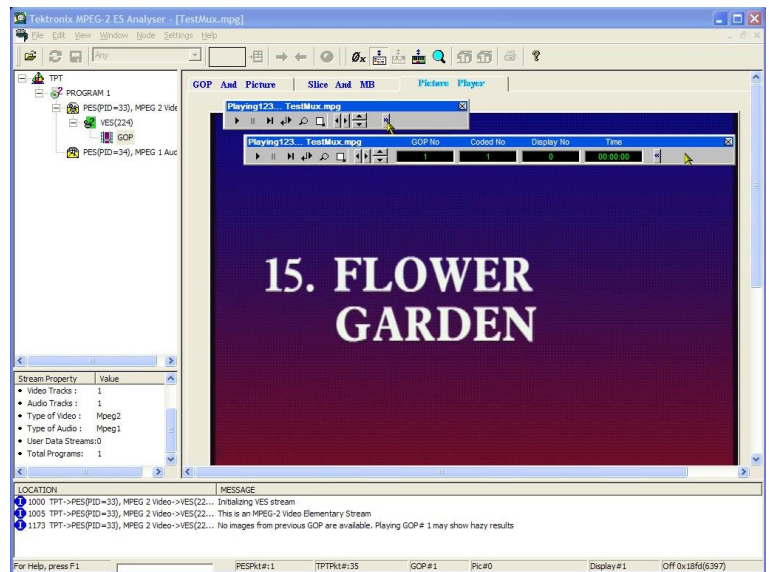 Tektronix MPEG-2 ES Analyser - [TestMux.mpg]
File Edit View Window Node Settings Help
Any
TPT
PROGRAM 1
PES(PID=33), MPEG 2 Vide
VES(224)
GOP
PES(PID=34), MPEG 1 Auc
GOP And Picture
Slice And MB
Picture Player
Playing123... TestMux.mpg
Playing123... TestMux.mpg GOP No Coded No Display No Time
1 1 0 00:00:00
15. FLOWER
GARDEN
Stream Property Value
Video Tracks : 1
Audio Tracks : 1
Type of Video : Mpeg2
Type of Audio : Mpeg1
User Data Streams:0
Total Programs: 1
LOCATION MESSAGE
1000 TPT->PES(PID=33), MPEG 2 Video->VES(22... Initializing VES stream
1005 TPT->PES(PID=33), MPEG 2 Video->VES(22... This is an MPEG-2 Video Elementary Stream
1173 TPT->PES(PID=33), MPEG 2 Video->VES(22... No images from previous GOP are available. Playing GOP# 1 may show hazy results
For Help, press F1 PESPkt#:1 TPTPkt#:35 GOP#1 Pic#0 Display#1 Off 0x18fd(6397)